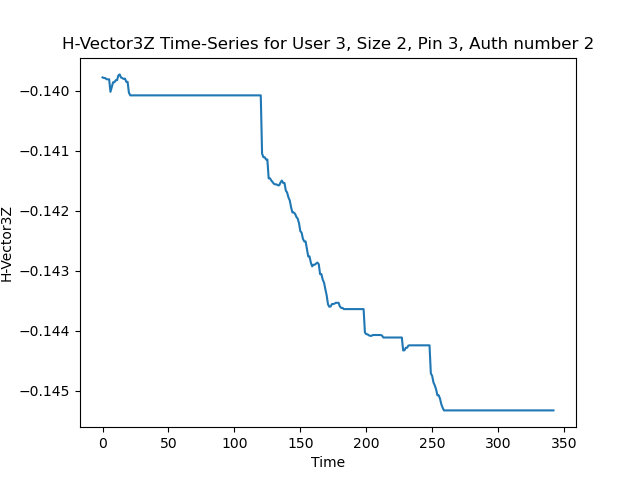 H-Vector3Z Time-Series for User 3, Size 2, Pin 3, Auth number 2
H-Vector3Z
−0.140
−0.141
−0.142
−0.143
−0.144
−0.145
0 50 100 150 200 250 300 350
Time